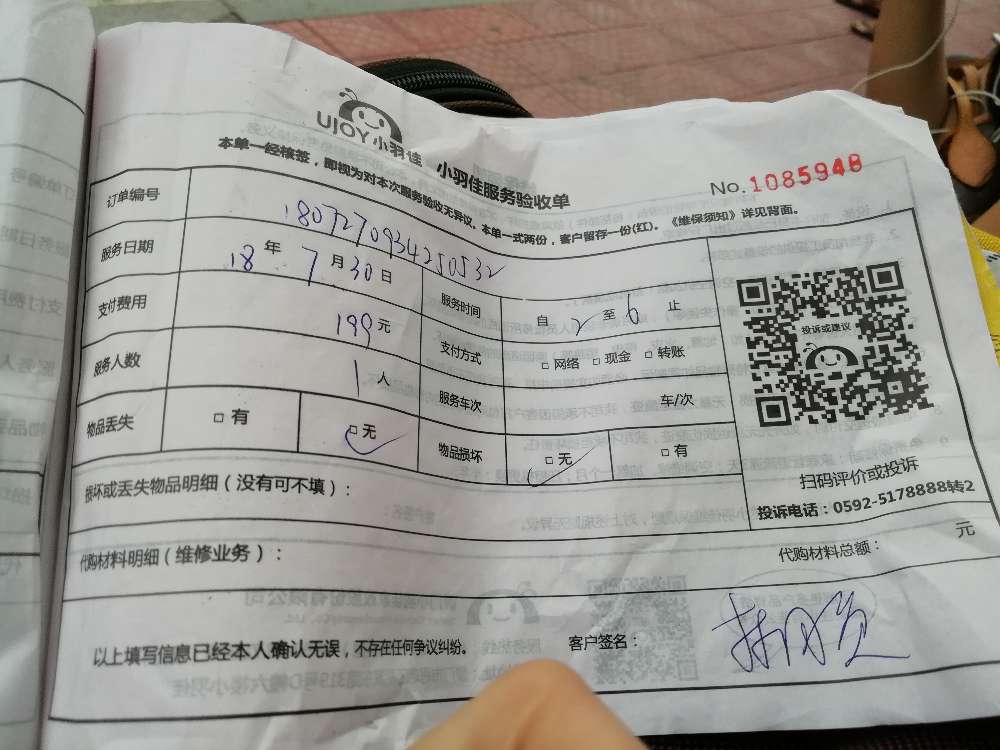 UJOY小羽佳 小羽佳服务验收单
No.1085948
本单一经核签，即视为对本次服务验收无异议。本单一式两份，客户留存一份(红)。《维保须知》详见背面。
订单编号 1807270934250532
服务日期 18年7月30日 服务时间 自2至6止
支付费用 199元 支付方式 □网络 □现金 □转账
服务人数 1人 服务车次 车/次
物品丢失 □有 □无 物品损坏 □无 □有
投诉或建议
扫码评价或投诉
投诉电话：0592-5178888转2
损坏或丢失物品明细（没有可不填）：
代购材料明细（维修业务）： 代购材料总额： 元
以上填写信息已经本人确认无误，不存在任何争议纠纷。 客户签名：